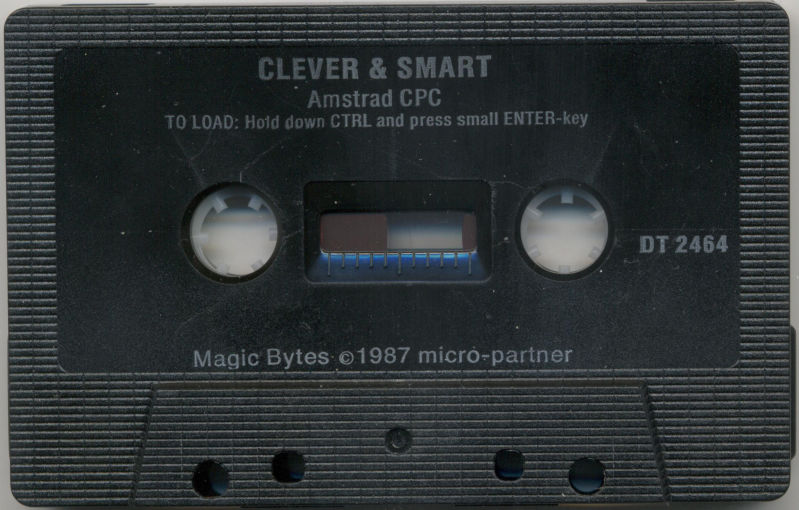 CLEVER & SMART
Amstrad CPC
TO LOAD: Hold down CTRL and press small ENTER-key
DT 2464
Magic Bytes ©1987 micro-partner